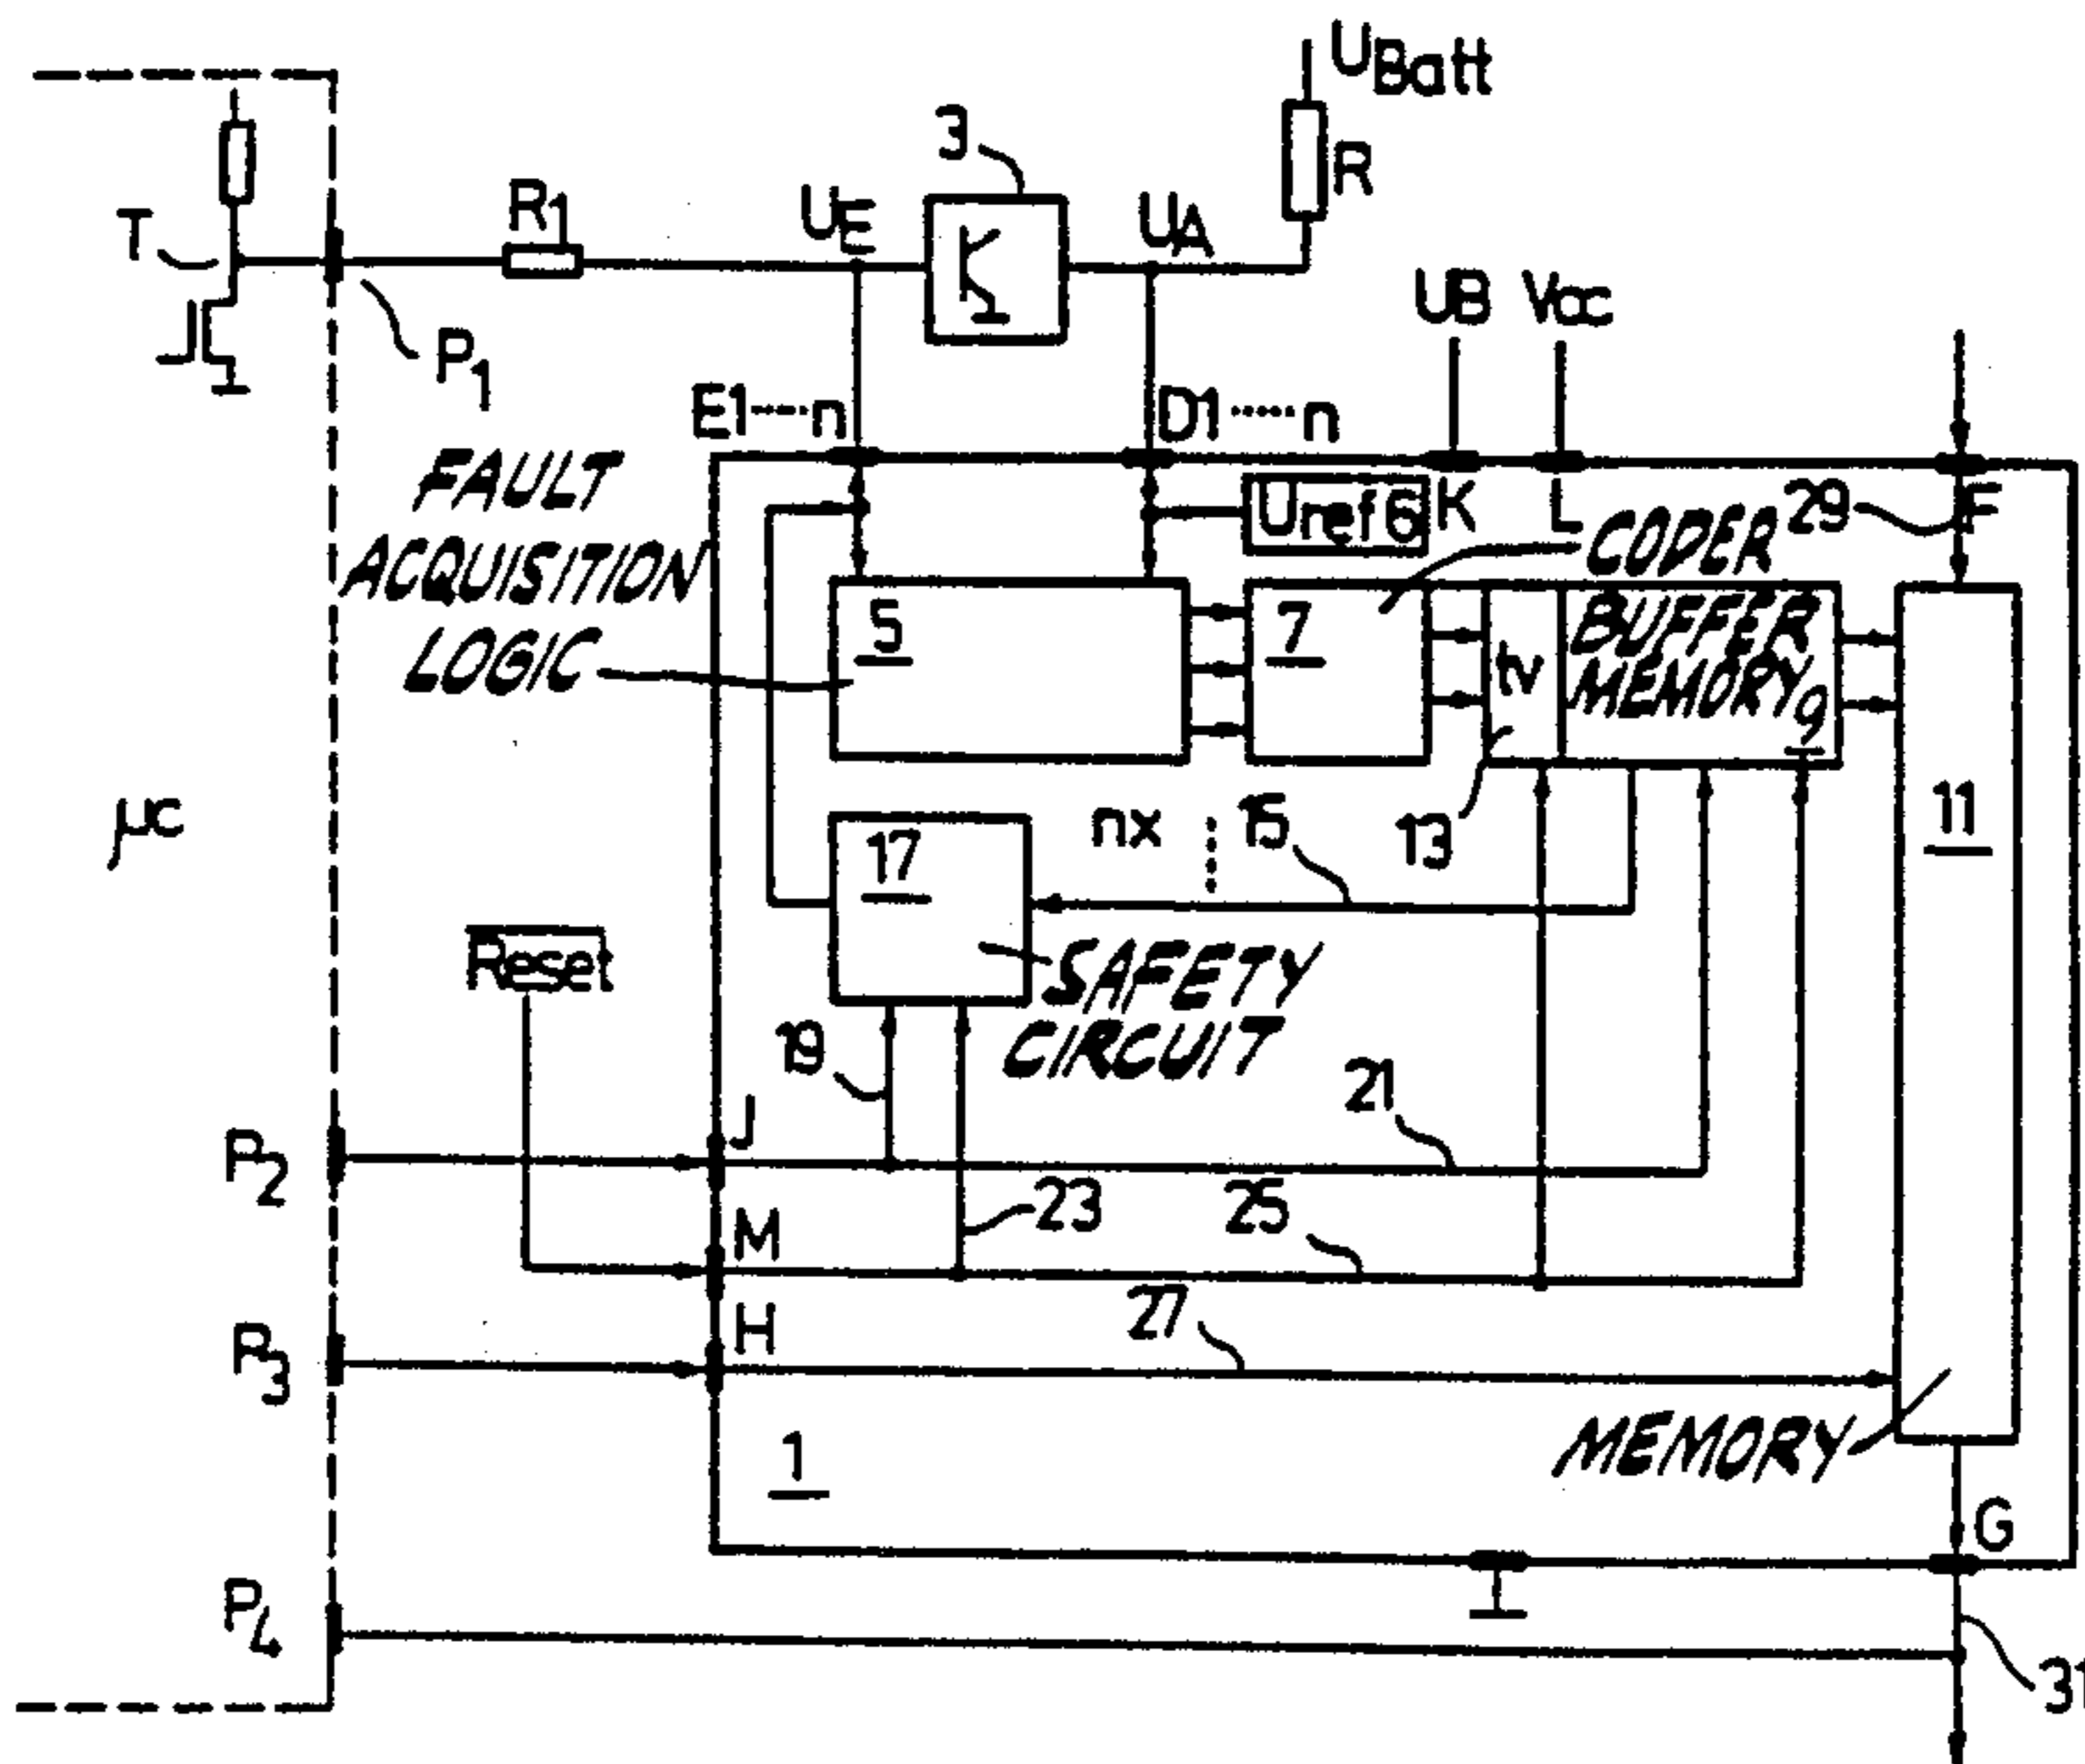 UBatt
3
R
T
R1
UE
UA
UB
Vcc
P1
E1----n
D1-----n
FAULT
ACQUISITION
LOGIC
Uref6
K
L
29
F
CODER
5
7
tv
BUFFER
MEMORY
9
11
13
µc
17
nx
15
SAFETY
CIRCUIT
Reset
19
21
P2
J
23
25
M
27
P3
H
MEMORY
1
G
P4
31